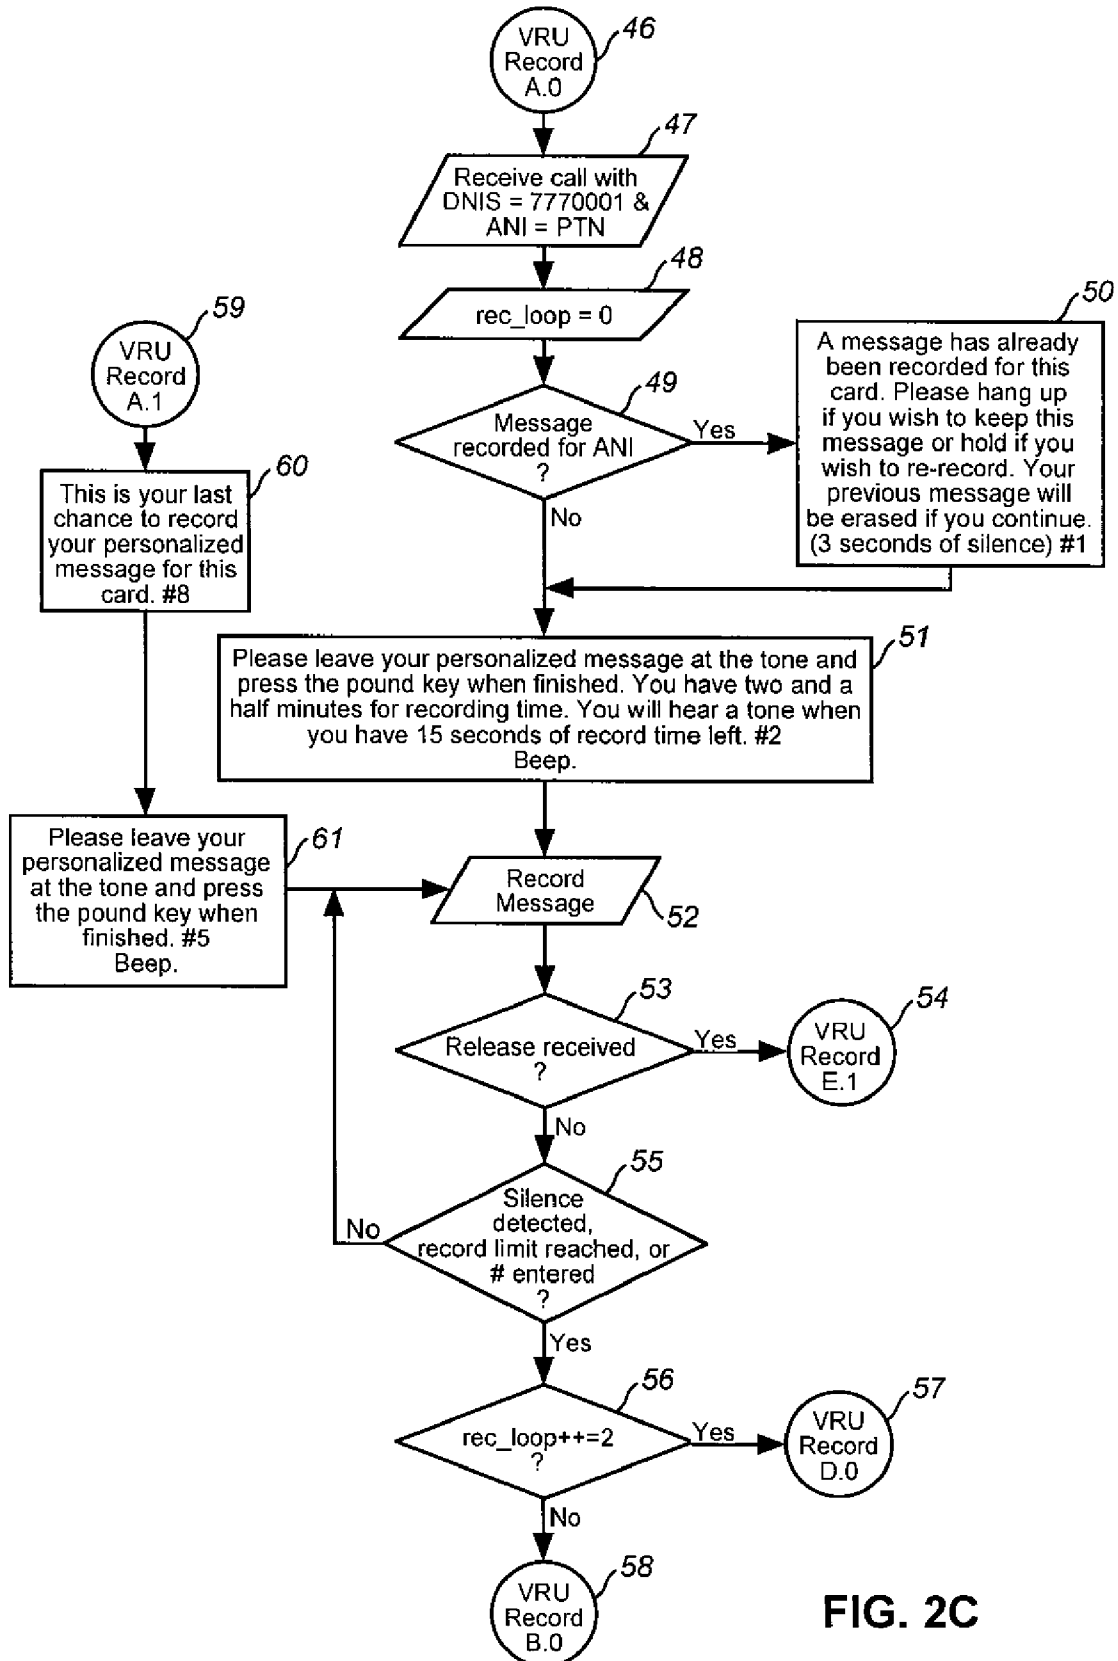 VRU
Record
A.0
46
47
Receive call with
DNIS = 7770001 &
ANI = PTN
48
rec_loop = 0
49
Message
recorded for ANI
?
Yes
No
50
A message has already
been recorded for this
card. Please hang up
if you wish to keep this
message or hold if you
wish to re-record. Your
previous message will
be erased if you continue.
(3 seconds of silence) #1
59
VRU
Record
A.1
60
This is your last
chance to record
your personalized
message for this
card. #8
51
Please leave your personalized message at the tone and
press the pound key when finished. You have two and a
half minutes for recording time. You will hear a tone when
you have 15 seconds of record time left. #2
Beep.
61
Please leave your
personalized message
at the tone and press
the pound key when
finished. #5
Beep.
Record
Message
52
53
Release received
?
Yes
No
54
VRU
Record
E.1
55
Silence
detected,
record limit reached, or
# entered
?
No
Yes
56
rec_loop++=2
?
Yes
No
57
VRU
Record
D.0
58
VRU
Record
B.0
FIG. 2C